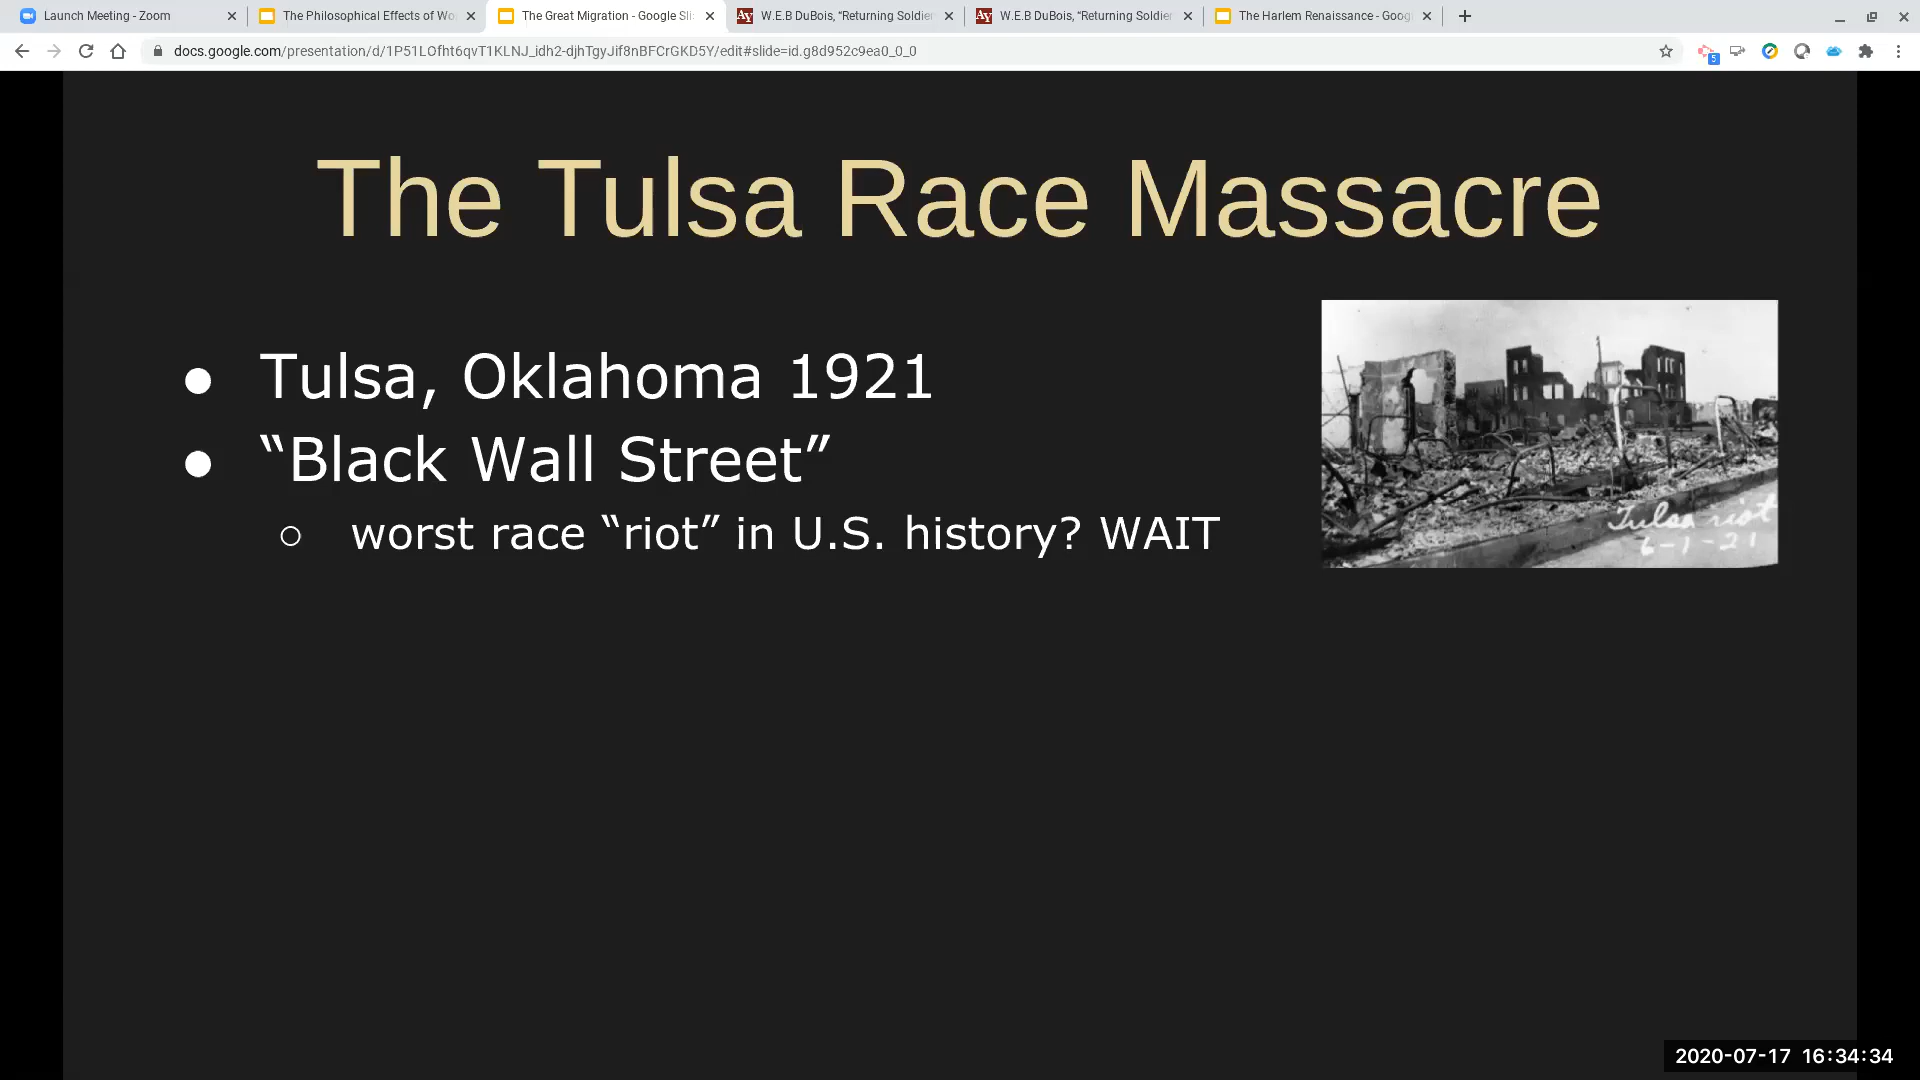 Launch Meeting - Zoom
The Philosophical Effects of Wo
The Great Migration - Google Sli
W.E.B DuBois, “Returning Soldier
W.E.B DuBois, “Returning Soldier
The Harlem Renaissance - Goog
docs.google.com/presentation/d/1P51LOfht6qvT1KLNJ_idh2-djhTgyJif8nBFCrGKD5Y/edit#slide=id.g8d952c9ea0_0_0
5
The Tulsa Race Massacre
● Tulsa, Oklahoma 1921
● “Black Wall Street”
○ worst race “riot” in U.S. history? WAIT
Tulsa riot
6-1-21
2020-07-17 16:34:34